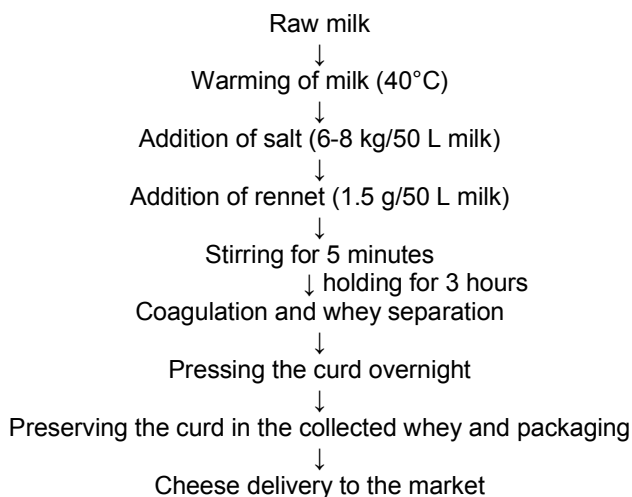 Raw milk
↓
Warming of milk (40°C)
↓
Addition of salt (6-8 kg/50 L milk)
↓
Addition of rennet (1.5 g/50 L milk)
↓
Stirring for 5 minutes
↓ holding for 3 hours
Coagulation and whey separation
↓
Pressing the curd overnight
↓
Preserving the curd in the collected whey and packaging
↓
Cheese delivery to the market